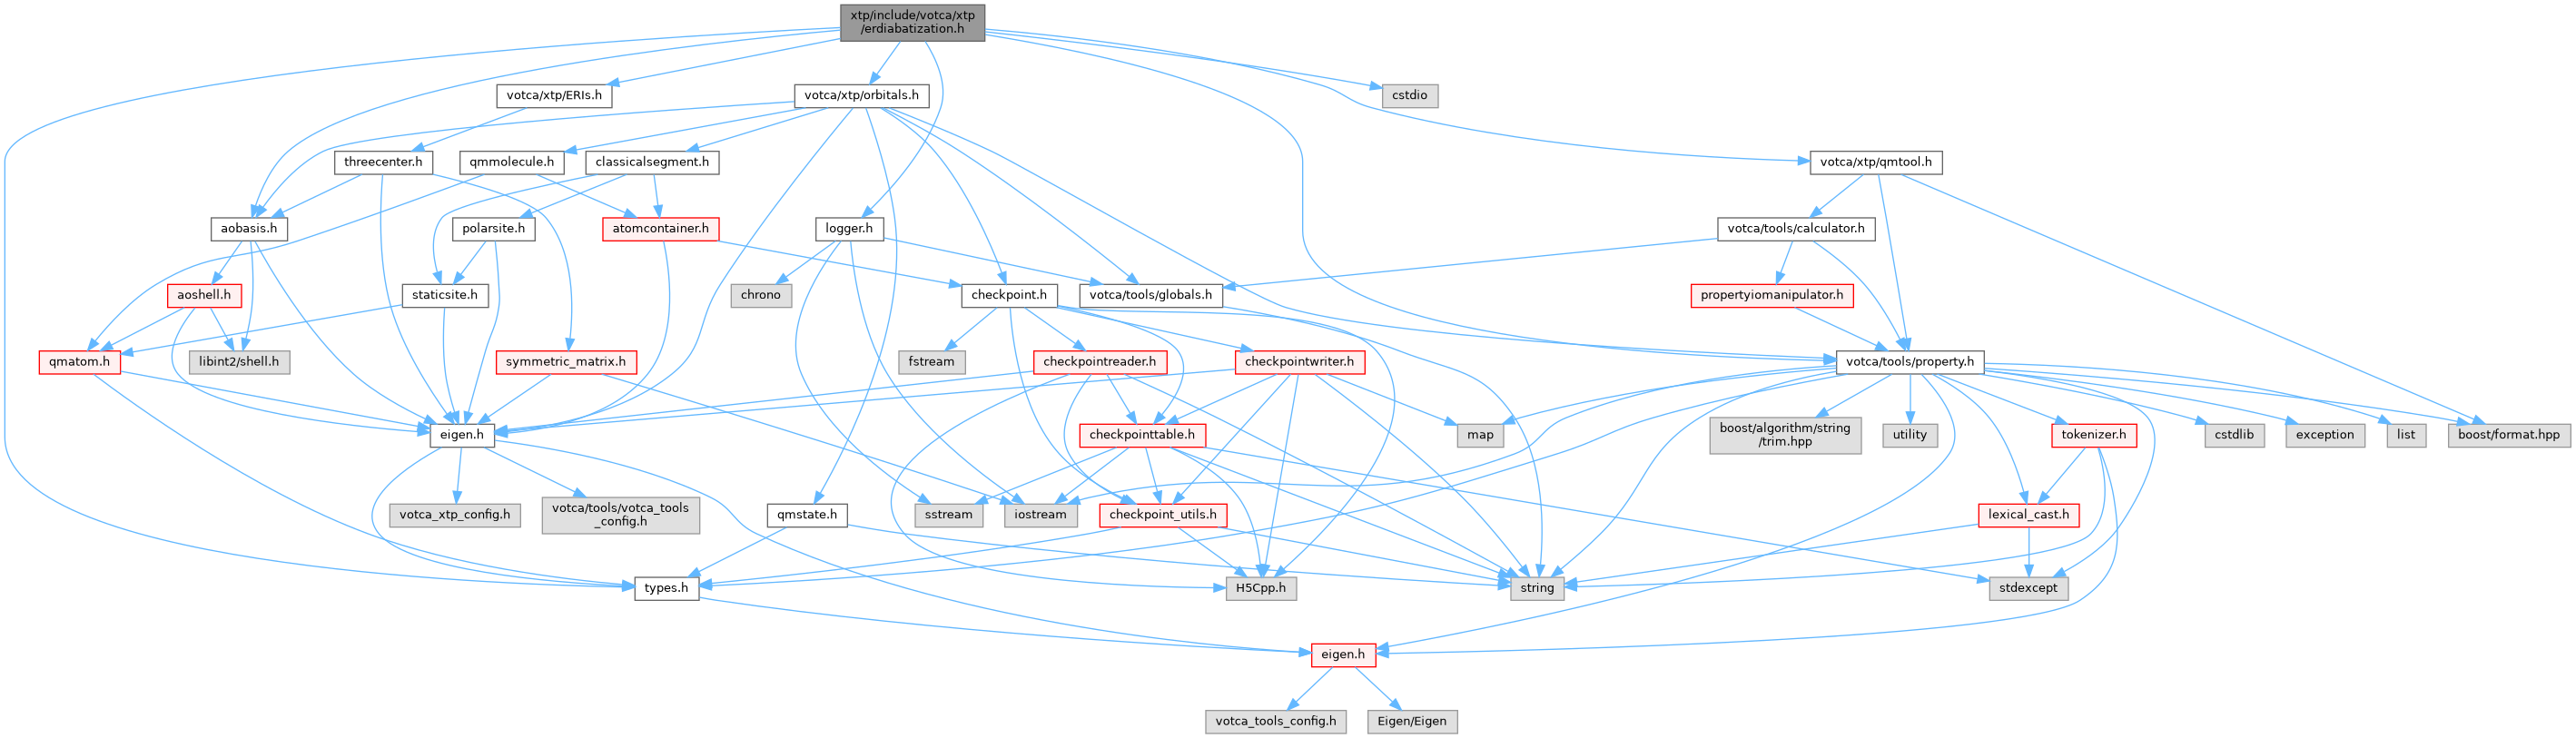 xtp/include/votca/xtp
/erdiabatization.h
votca/xtp/ERIs.h
votca/xtp/orbitals.h
cstdio
threecenter.h
qmmolecule.h
classicalsegment.h
votca/xtp/qmtool.h
aobasis.h
polarsite.h
atomcontainer.h
logger.h
votca/tools/calculator.h
aoshell.h
staticsite.h
chrono
checkpoint.h
votca/tools/globals.h
propertyiomanipulator.h
qmatom.h
libint2/shell.h
symmetric_matrix.h
fstream
checkpointreader.h
checkpointwriter.h
votca/tools/property.h
eigen.h
checkpointtable.h
map
boost/algorithm/string
/trim.hpp
utility
tokenizer.h
cstdlib
exception
list
boost/format.hpp
votca_xtp_config.h
votca/tools/votca_tools
_config.h
qmstate.h
sstream
iostream
checkpoint_utils.h
lexical_cast.h
types.h
H5Cpp.h
string
stdexcept
eigen.h
votca_tools_config.h
Eigen/Eigen